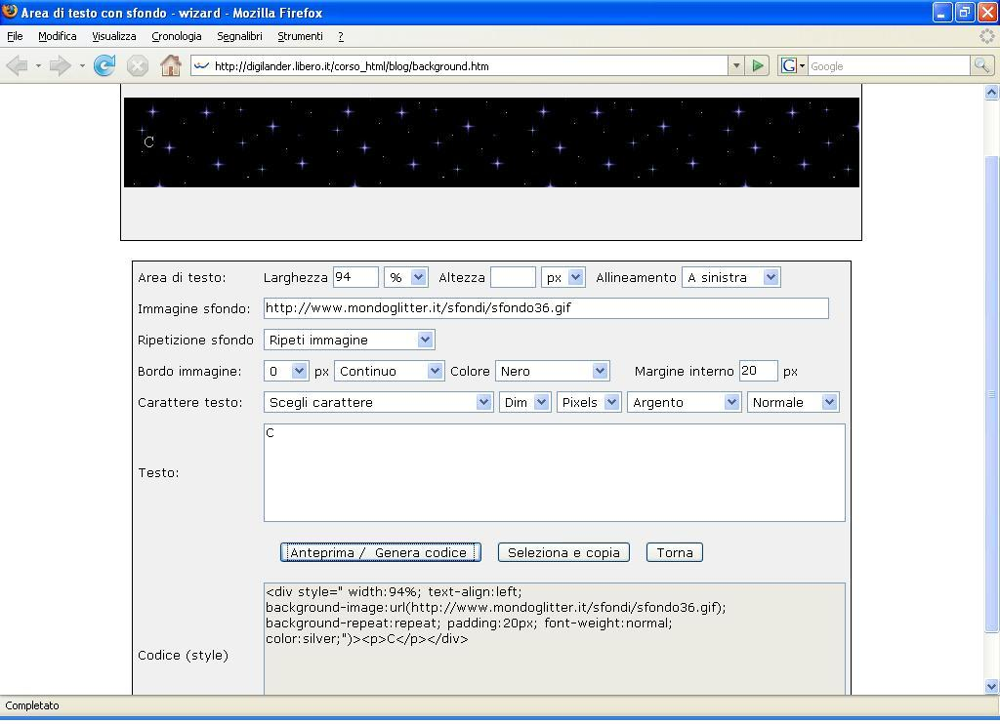 Area di testo con sfondo - wizard - Mozilla Firefox
File Modifica Visualizza Cronologia Segnalibri Strumenti ?
http://digilander.libero.it/corso_html/blog/background.htm G Google
C
Area di testo: Larghezza 94 % Altezza px Allineamento A sinistra
Immagine sfondo: http://www.mondoglitter.it/sfondi/sfondo36.gif
Ripetizione sfondo Ripeti immagine
Bordo immagine: 0 px Continuo Colore Nero Margine interno 20 px
Carattere testo: Scegli carattere Dim Pixels Argento Normale
C
Testo:
Anteprima / Genera codice Seleziona e copia Torna
<div style=" width:94%; text-align:left;
background-image:url(http://www.mondoglitter.it/sfondi/sfondo36.gif);
background-repeat:repeat; padding:20px; font-weight:normal;
color:silver;")><p>C</p></div>
Codice (style)
Completato